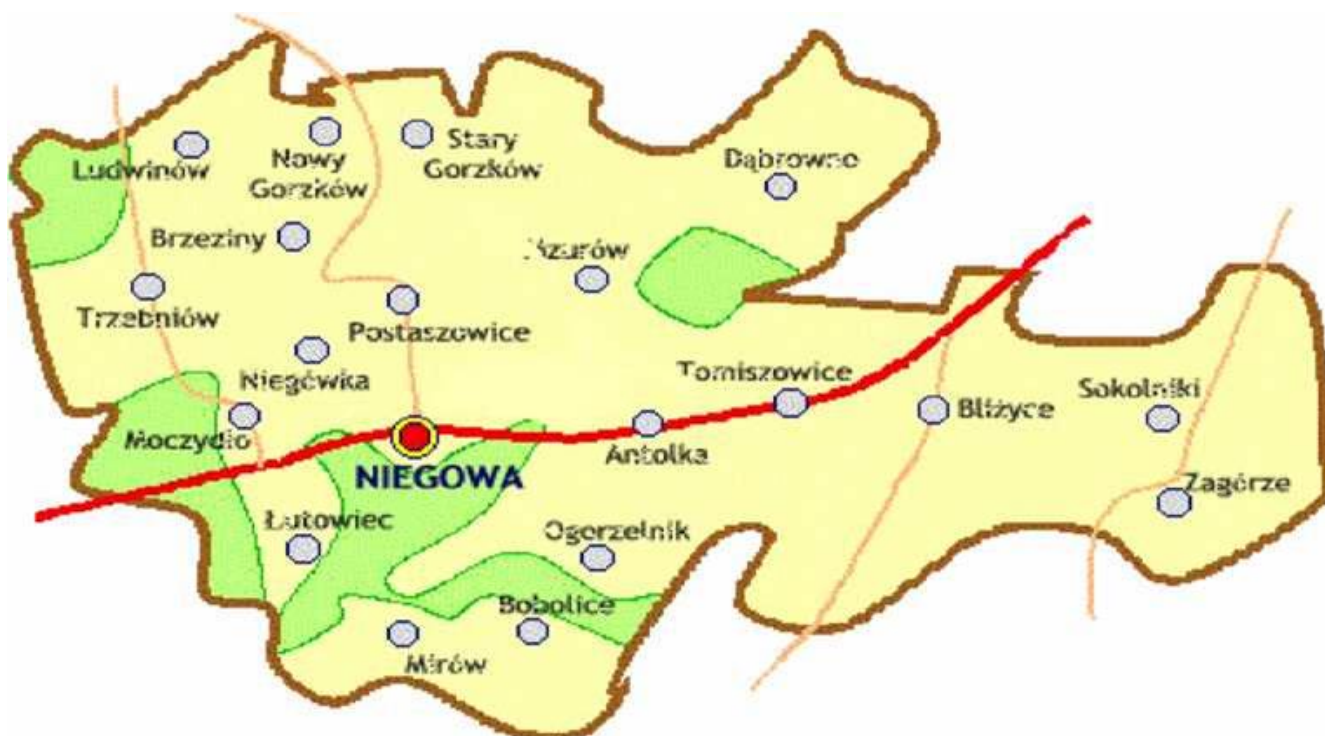 Ludwinów
Nowy
Gorzków
Stary
Gorzków
Dąbrowno
Brzeziny
Trzebniów
Postaszowice
Niegówka
Tomiszowice
Moczydło
NIEGOWA
Antolka
Bliżyce
Sokolniki
Zagórze
Łutowiec
Ogorzelnik
Bobolice
Mirów